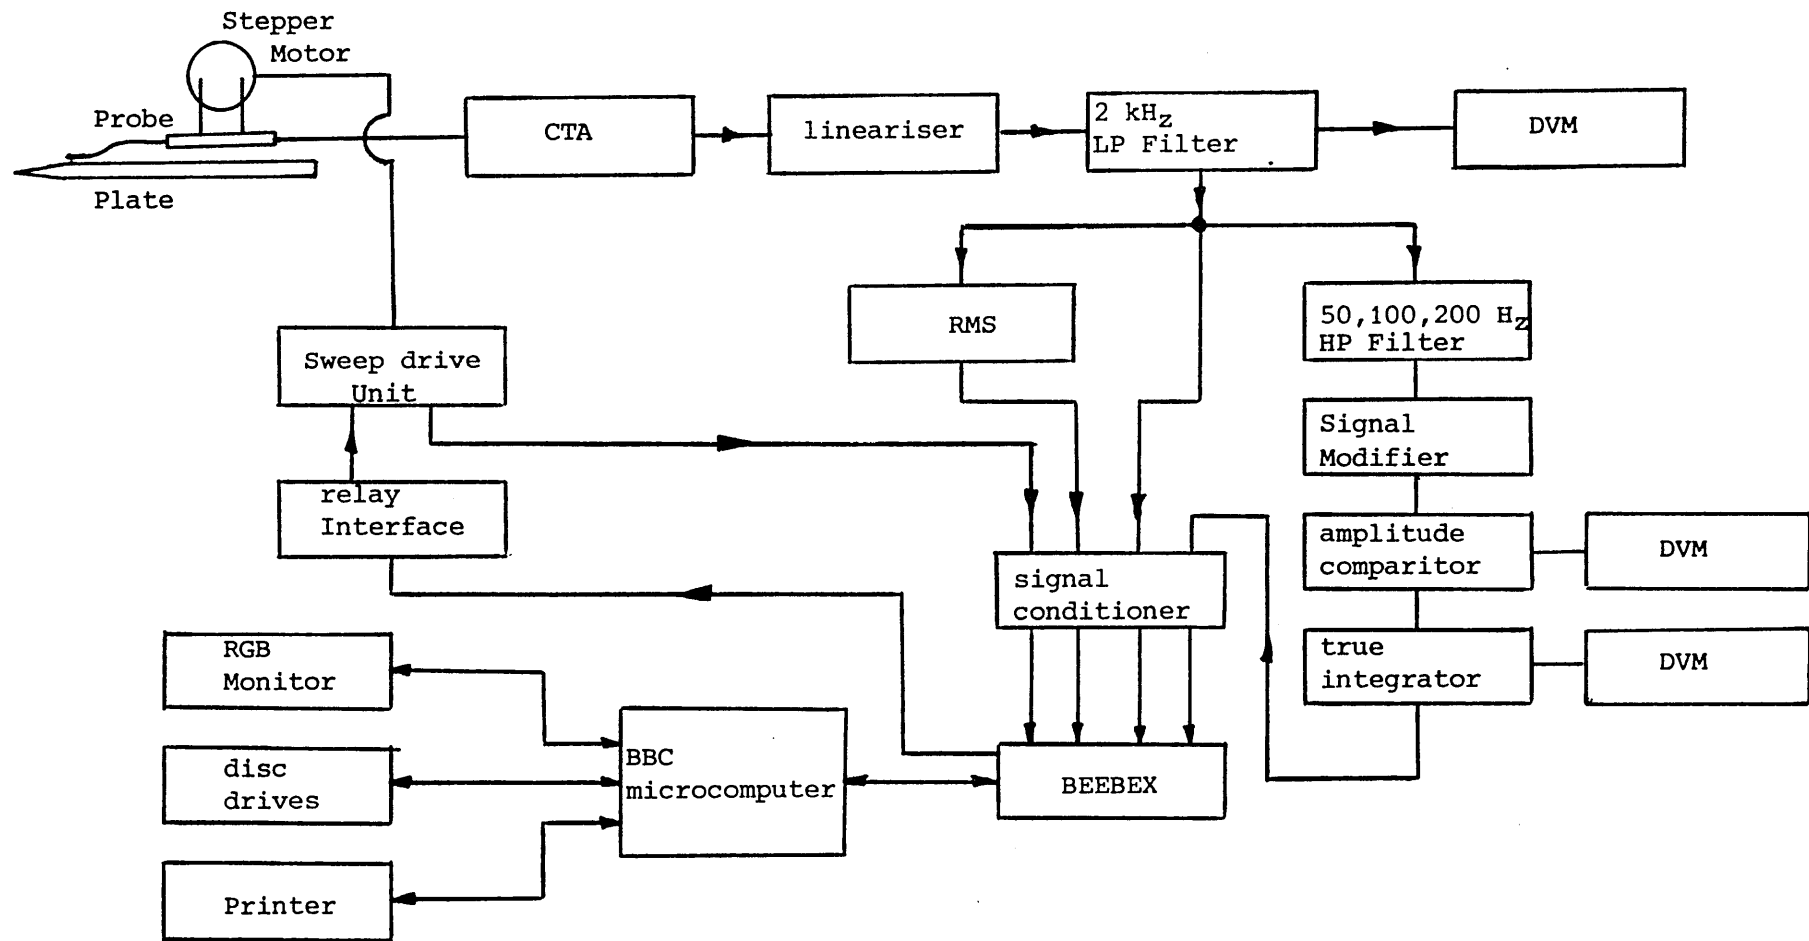 Stepper
Motor
Probe
Plate
CTA
lineariser
2 kHz
LP Filter
DVM
RMS
50,100,200 Hz
HP Filter
Sweep drive
Unit
Signal
Modifier
relay
Interface
amplitude
comparitor
DVM
signal
conditioner
true
integrator
DVM
RGB
Monitor
BBC
microcomputer
disc
drives
BEEBEX
Printer